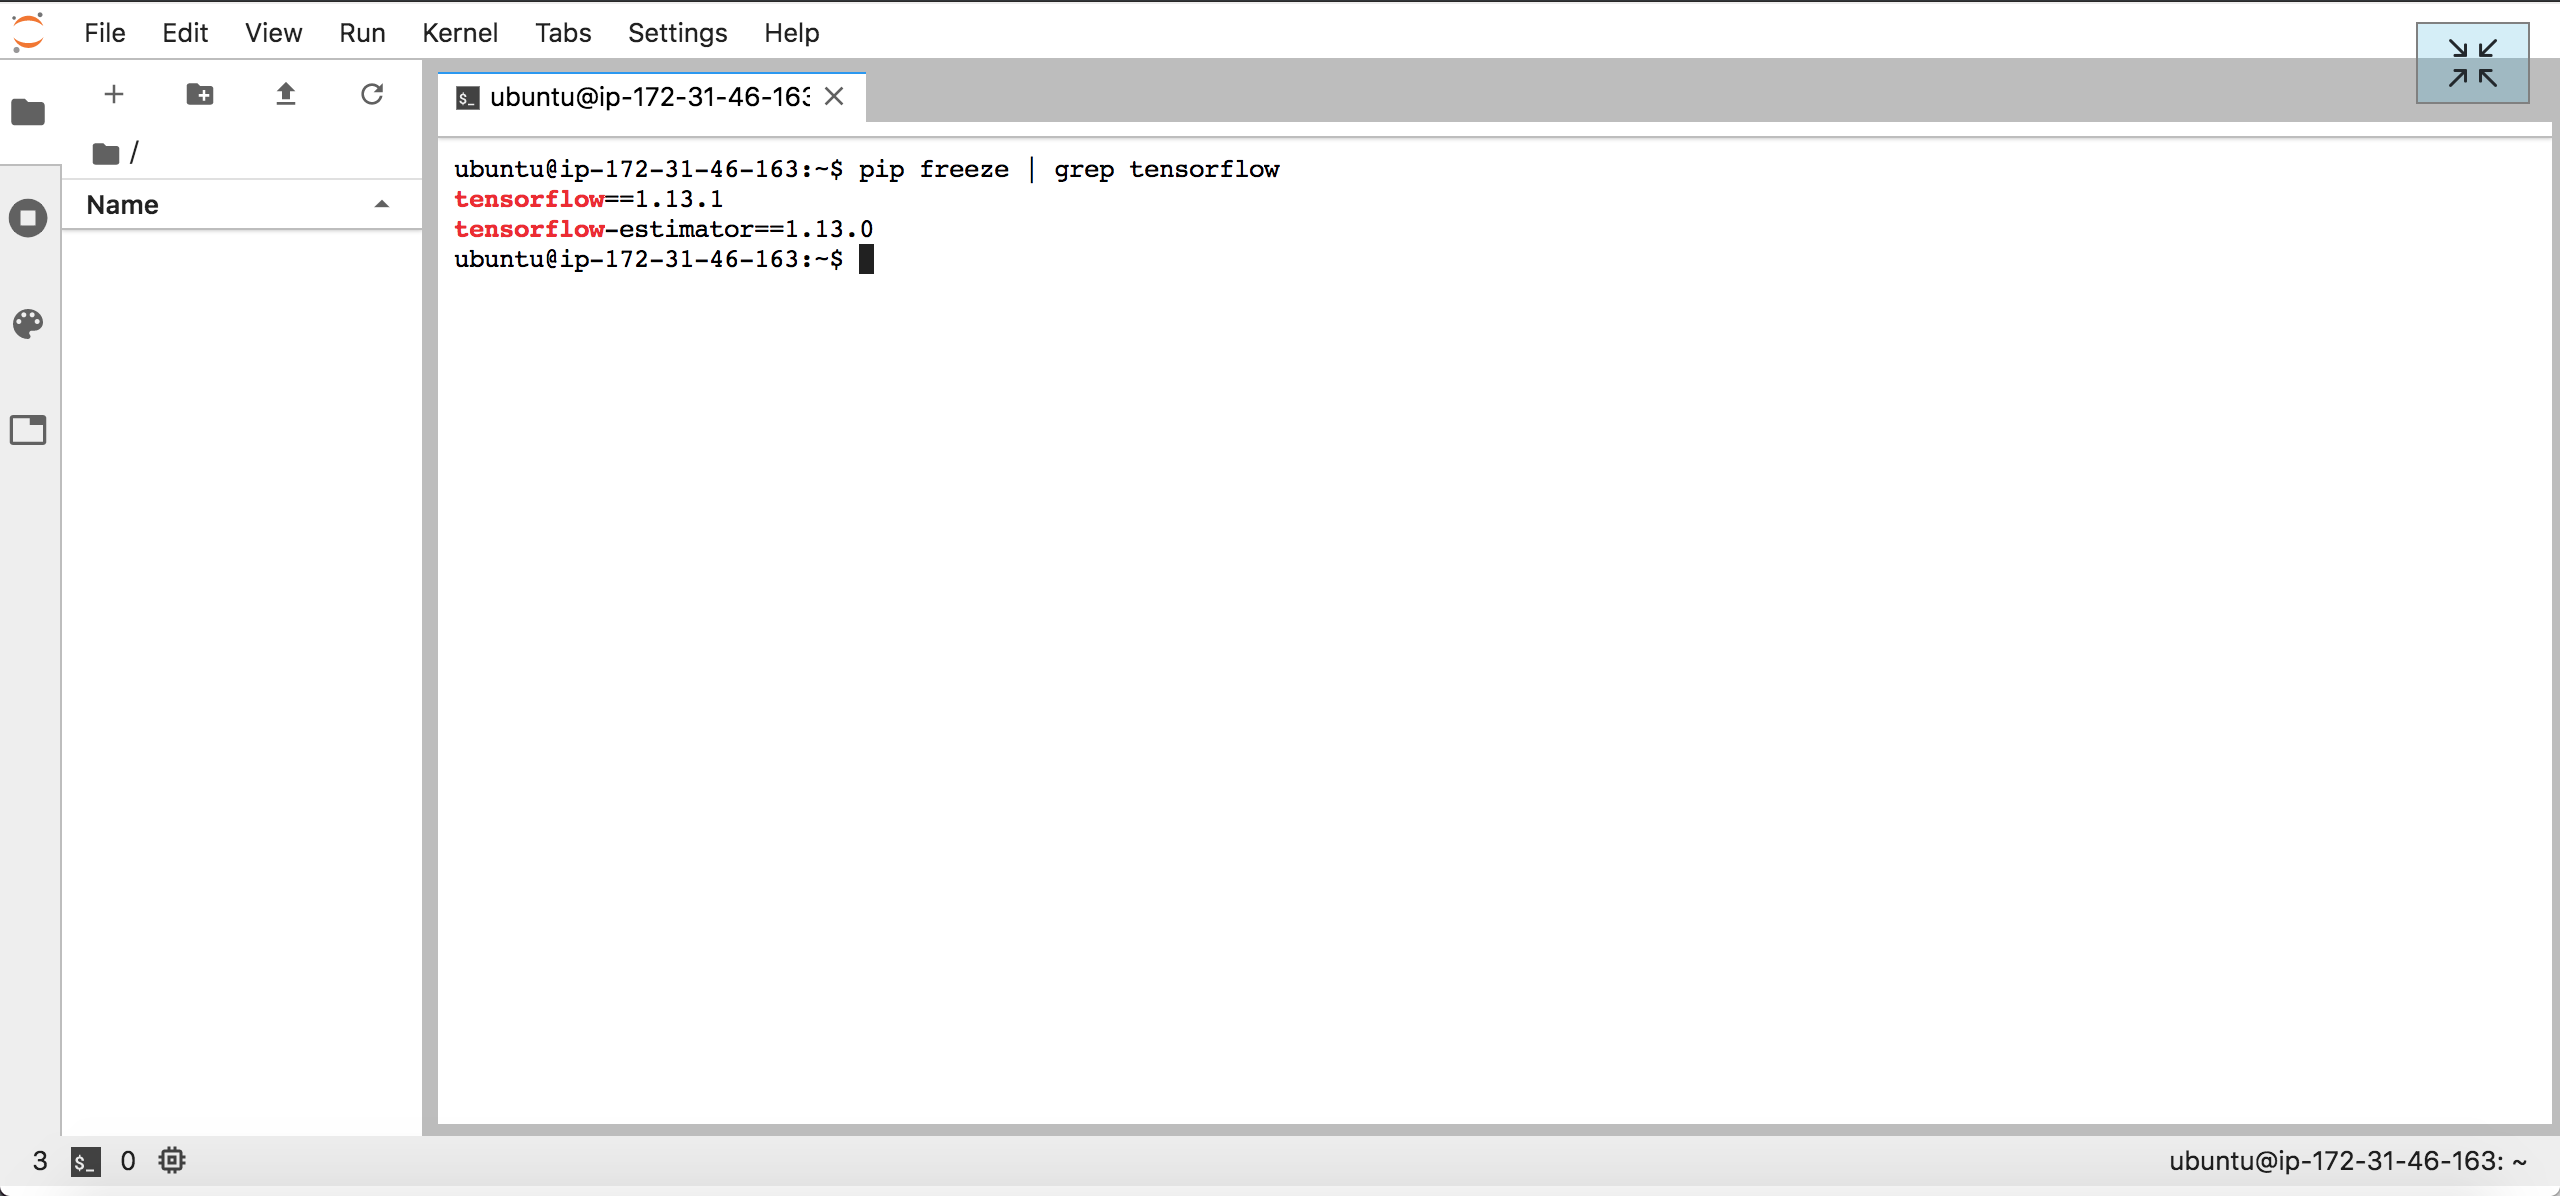 File Edit View Run Kernel Tabs Settings Help
ubuntu@ip-172-31-46-163
/
Name
ubuntu@ip-172-31-46-163:~$ pip freeze | grep tensorflow
tensorflow==1.13.1
tensorflow-estimator==1.13.0
ubuntu@ip-172-31-46-163:~$
3 $_ 0
ubuntu@ip-172-31-46-163: ~